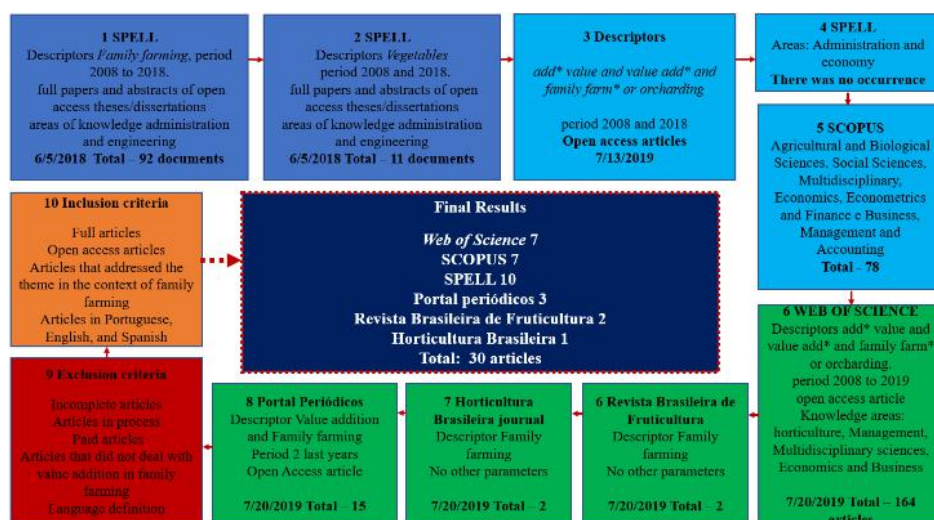 1 SPELL
Descriptors Family farming, period
2008 to 2018.
full papers and abstracts of open
access theses/dissertations
areas of knowledge administration
and engineering
6/5/2018 Total – 92 documents
2 SPELL
Descriptors Vegetables
period 2008 and 2018.
full papers and abstracts of open
access theses/dissertations
areas of knowledge administration
and engineering
6/5/2018 Total – 11 documents
3 Descriptors
add* value and value add* and
family farm* or orcharding
period 2008 and 2018
Open access articles
7/13/2019
4 SPELL
Areas: Administration and
economy
There was no occurrence
5 SCOPUS
Agricultural and Biological
Sciences, Social Sciences,
Multidisciplinary,
Economics, Econometrics
and Finance e Business,
Management and
Accounting
Total – 78
6 WEB OF SCIENCE
Descriptors add* value and
value add* and family farm*
or orcharding.
period 2008 to 2019
open access article
Knowledge areas:
horticulture, Management,
Multidisciplinary sciences,
Economics and Business
7/20/2019 Total – 164
articles
6 Revista Brasileira de
Fruticultura
Descriptor Family
farming
No other parameters
7/20/2019 Total – 2
7 Horticultura
Brasileira journal
Descriptor Family
farming
No other parameters
7/20/2019 Total – 2
8 Portal Periódicos
Descriptor Value addition
and Family farming
Period 2 last years
Open Access article
7/20/2019 Total – 15
9 Exclusion criteria
Incomplete articles
Articles in process
Paid articles
Articles that did not deal with
value addition in family
farming
Language definition
10 Inclusion criteria
Full articles
Open access articles
Articles that addressed the
theme in the context of family
farming
Articles in Portuguese,
English, and Spanish
Final Results
Web of Science 7
SCOPUS 7
SPELL 10
Portal periódicos 3
Revista Brasileira de Fruticultura 2
Horticultura Brasileira 1
Total: 30 articles